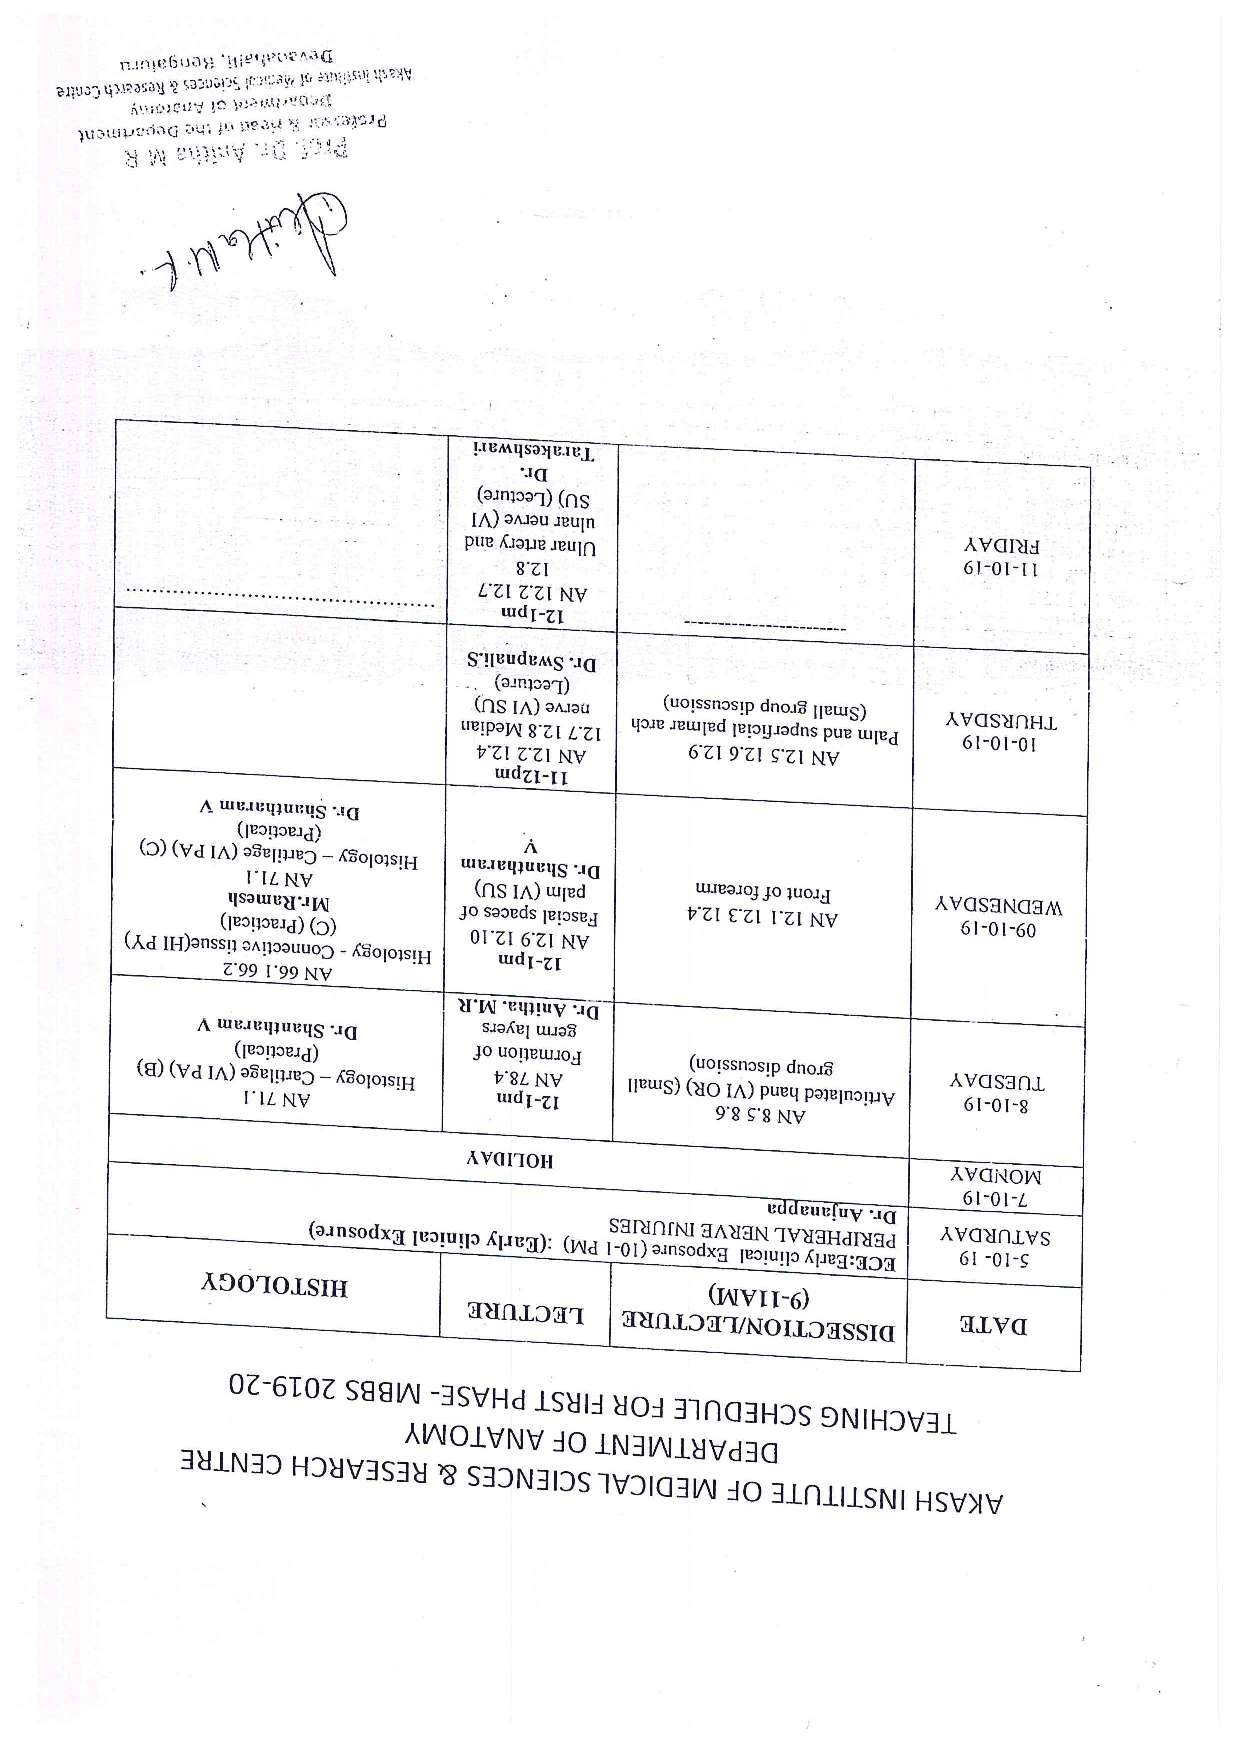 AKASH INSTITUTE OF MEDICAL SCIENCES & RESEARCH CENTRE
DEPARTMENT OF ANATOMY
TEACHING SCHEDULE FOR FIRST PHASE- MBBS 2019-20
DATE
DISSECTION/LECTURE
(9-11AM)
LECTURE
HISTOLOGY
5-10- 19
SATURDAY
ECE:Early clinical Exposure (10-1 PM) :(Early clinical Exposure)
PERIPHERAL NERVE INJURIES
Dr. Anjanappa
7-10-19
MONDAY
HOLIDAY
8-10-19
TUESDAY
AN 8.5 8.6
Articulated hand (VI OR) (Small
group discussion)
12-1pm
AN 78.4
Formation of
germ layers
Dr. Anitha. M.R
AN 71.1
Histology – Cartilage (VI PA) (B)
(Practical)
Dr. Shantharam V
09-10-19
WEDNESDAY
AN 12.1 12.3 12.4
Front of forearm
12-1pm
AN 12.9 12.10
Fascial spaces of
palm (VI SU)
Dr. Shantharam
V
AN 66.1 66.2
Histology - Connective tissue(HI PY)
(C) (Practical)
Mr.Ramesh
AN 71.1
Histology – Cartilage (VI PA) (C)
(Practical)
Dr. Shantharam V
10-10-19
THURSDAY
AN 12.5 12.6 12.9
Palm and superficial palmar arch
(Small group discussion)
11-12pm
AN 12.2 12.4
12.7 12.8 Median
nerve (VI SU)
(Lecture)
Dr. Swapnali.S
11-10-19
FRIDAY
------------------------
12-1pm
AN 12.2 12.7
12.8
Ulnar artery and
ulnar nerve (VI
SU) (Lecture)
Dr.
Tarakeshwari
.............................................
Anitha M.R.
Prof. Dr. Anitha M R
Professor & Head of the Department
Department of Anatomy
Akash Institute of Medical Sciences & Research Centre
Devanahalli, Bengaluru